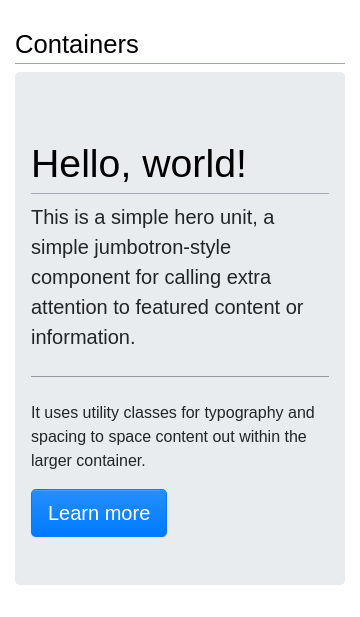 Containers
Hello, world!
This is a simple hero unit, a
simple jumbotron-style
component for calling extra
attention to featured content or
information.
It uses utility classes for typography and
spacing to space content out within the
larger container.
Learn more